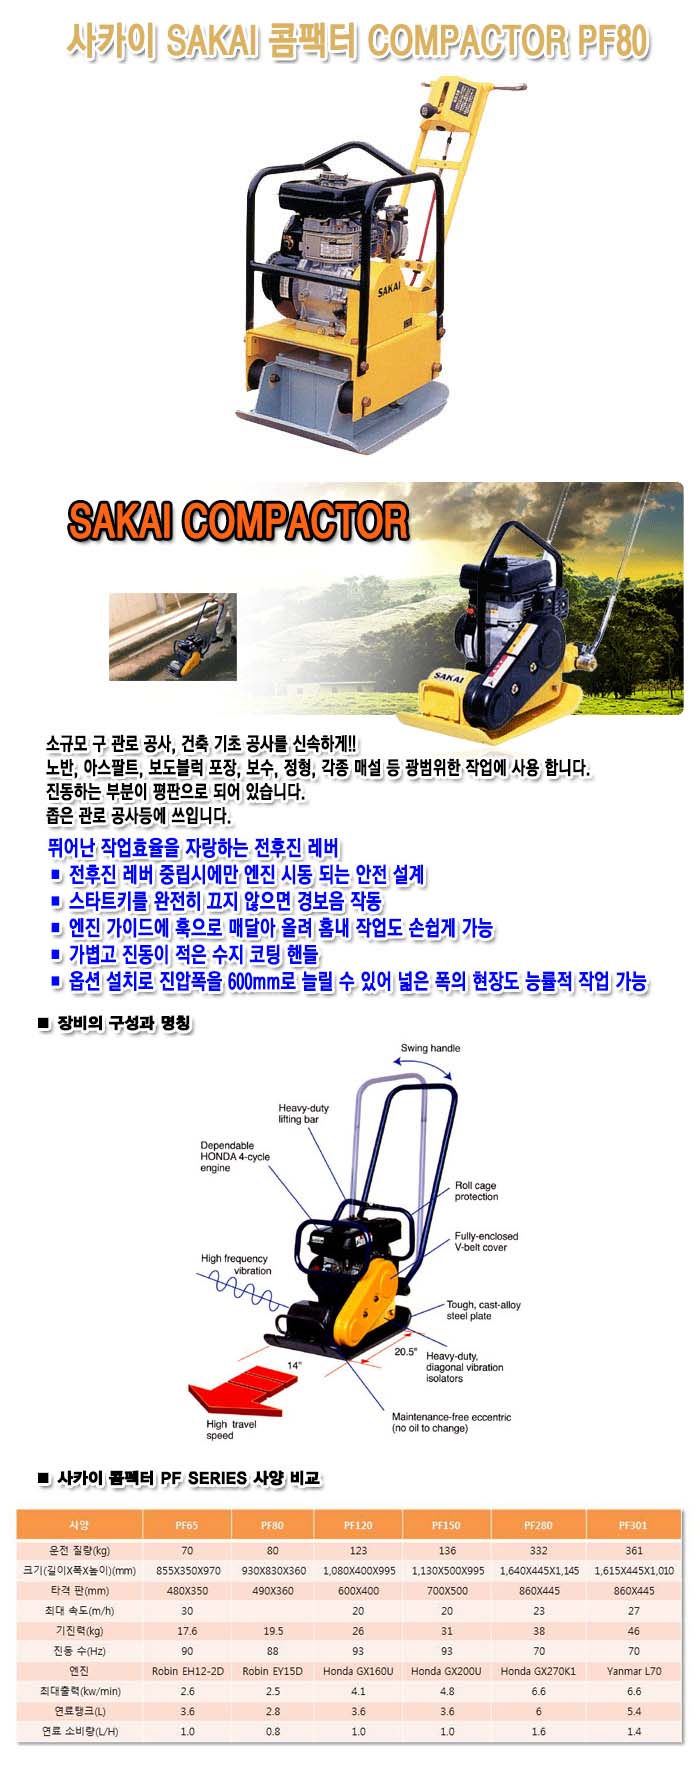 사카이 SAKAI 콤팩터 COMPACTOR PF80
SAKAI
SAKAI COMPACTOR
SAKAI
소규모 구 관로 공사, 건축 기초 공사를 신속하게!!
노반, 아스팔트, 보도블럭 포장, 보수, 정형, 각종 매설 등 광범위한 작업에 사용 합니다.
진동하는 부분이 평판으로 되어 있습니다.
좁은 관로 공사등에 쓰입니다.
뛰어난 작업효율을 자랑하는 전후진 레버
■ 전후진 레버 중립시에만 엔진 시동 되는 안전 설계
■ 스타트키를 완전히 끄지 않으면 경보음 작동
■ 엔진 가이드에 훅으로 매달아 올려 홈내 작업도 손쉽게 가능
■ 가볍고 진동이 적은 수지 코팅 핸들
■ 옵션 설치로 진압폭을 600mm로 늘릴 수 있어 넓은 폭의 현장도 능률적 작업 가능
■ 장비의 구성과 명칭
Swing handle
Heavy-duty
lifting bar
Dependable
HONDA 4-cycle
engine
Roll cage
protection
Fully-enclosed
V-belt cover
High frequency
vibration
Tough, cast-alloy
steel plate
20.5"
14"
Heavy-duty,
diagonal vibration
isolators
High travel
speed
Maintenance-free eccentric
(no oil to change)
■ 사카이 콤펙터 PF SERIES 사양 비교
사양 PF65 PF80 PF120 PF150 PF280 PF301
운전 질량(kg) 70 80 123 136 332 361
크기(길이X폭X높이)(mm) 855X350X970 930X830X360 1,080X400X995 1,130X500X995 1,640X445X1,145 1,615X445X1,010
타격 판(mm) 480X350 490X360 600X400 700X500 860X445 860X445
최대 속도(m/h) 30 20 20 23 27
기진력(kg) 17.6 19.5 26 31 38 46
진동 수(Hz) 90 88 93 93 70 70
엔진 Robin EH12-2D Robin EY15D Honda GX160U Honda GX200U Honda GX270K1 Yanmar L70
최대출력(kw/min) 2.6 2.5 4.1 4.8 6.6 6.6
연료탱크(L) 3.6 2.8 3.6 3.6 6 5.4
연료 소비량(L/H) 1.0 0.8 1.0 1.0 1.6 1.4